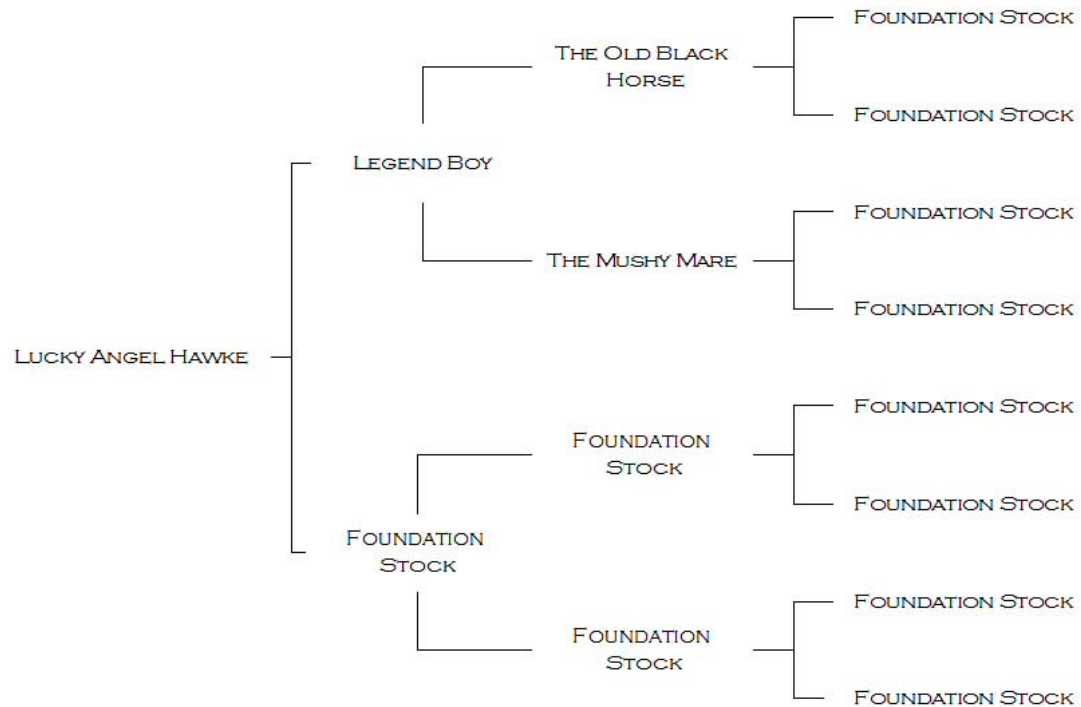 Foundation Stock
The Old Black
Horse
Foundation Stock
Legend Boy
Foundation Stock
The Mushy Mare
Foundation Stock
Lucky Angel Hawke
Foundation Stock
Foundation
Stock
Foundation Stock
Foundation
Stock
Foundation Stock
Foundation
Stock
Foundation Stock